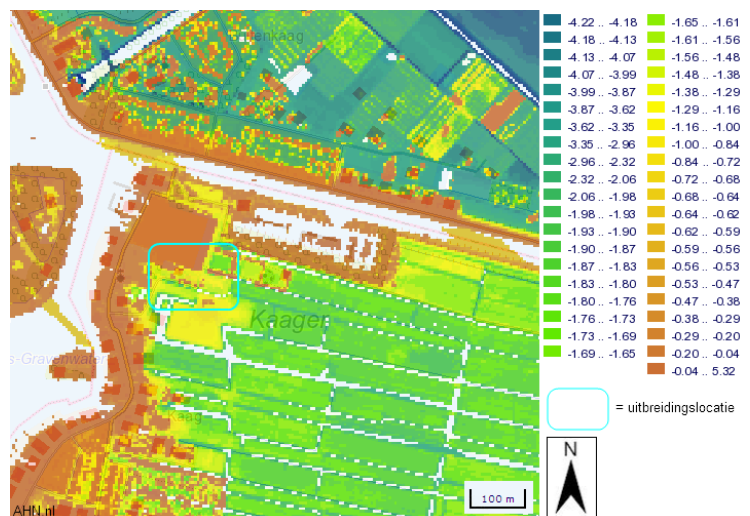 enkaag
Kaager
s-Gravenwater
Kaag
AHN.nl
100 m
-4.22 .. -4.18
-4.18 .. -4.13
-4.13 .. -4.07
-4.07 .. -3.99
-3.99 .. -3.87
-3.87 .. -3.62
-3.62 .. -3.35
-3.35 .. -2.96
-2.96 .. -2.32
-2.32 .. -2.06
-2.06 .. -1.98
-1.98 .. -1.93
-1.93 .. -1.90
-1.90 .. -1.87
-1.87 .. -1.83
-1.83 .. -1.80
-1.80 .. -1.76
-1.76 .. -1.73
-1.73 .. -1.69
-1.69 .. -1.65
-1.65 .. -1.61
-1.61 .. -1.56
-1.56 .. -1.48
-1.48 .. -1.38
-1.38 .. -1.29
-1.29 .. -1.16
-1.16 .. -1.00
-1.00 .. -0.84
-0.84 .. -0.72
-0.72 .. -0.68
-0.68 .. -0.64
-0.64 .. -0.62
-0.62 .. -0.59
-0.59 .. -0.56
-0.56 .. -0.53
-0.53 .. -0.47
-0.47 .. -0.38
-0.38 .. -0.29
-0.29 .. -0.20
-0.20 .. -0.04
-0.04 .. 5.32
= uitbreidingslocatie
N